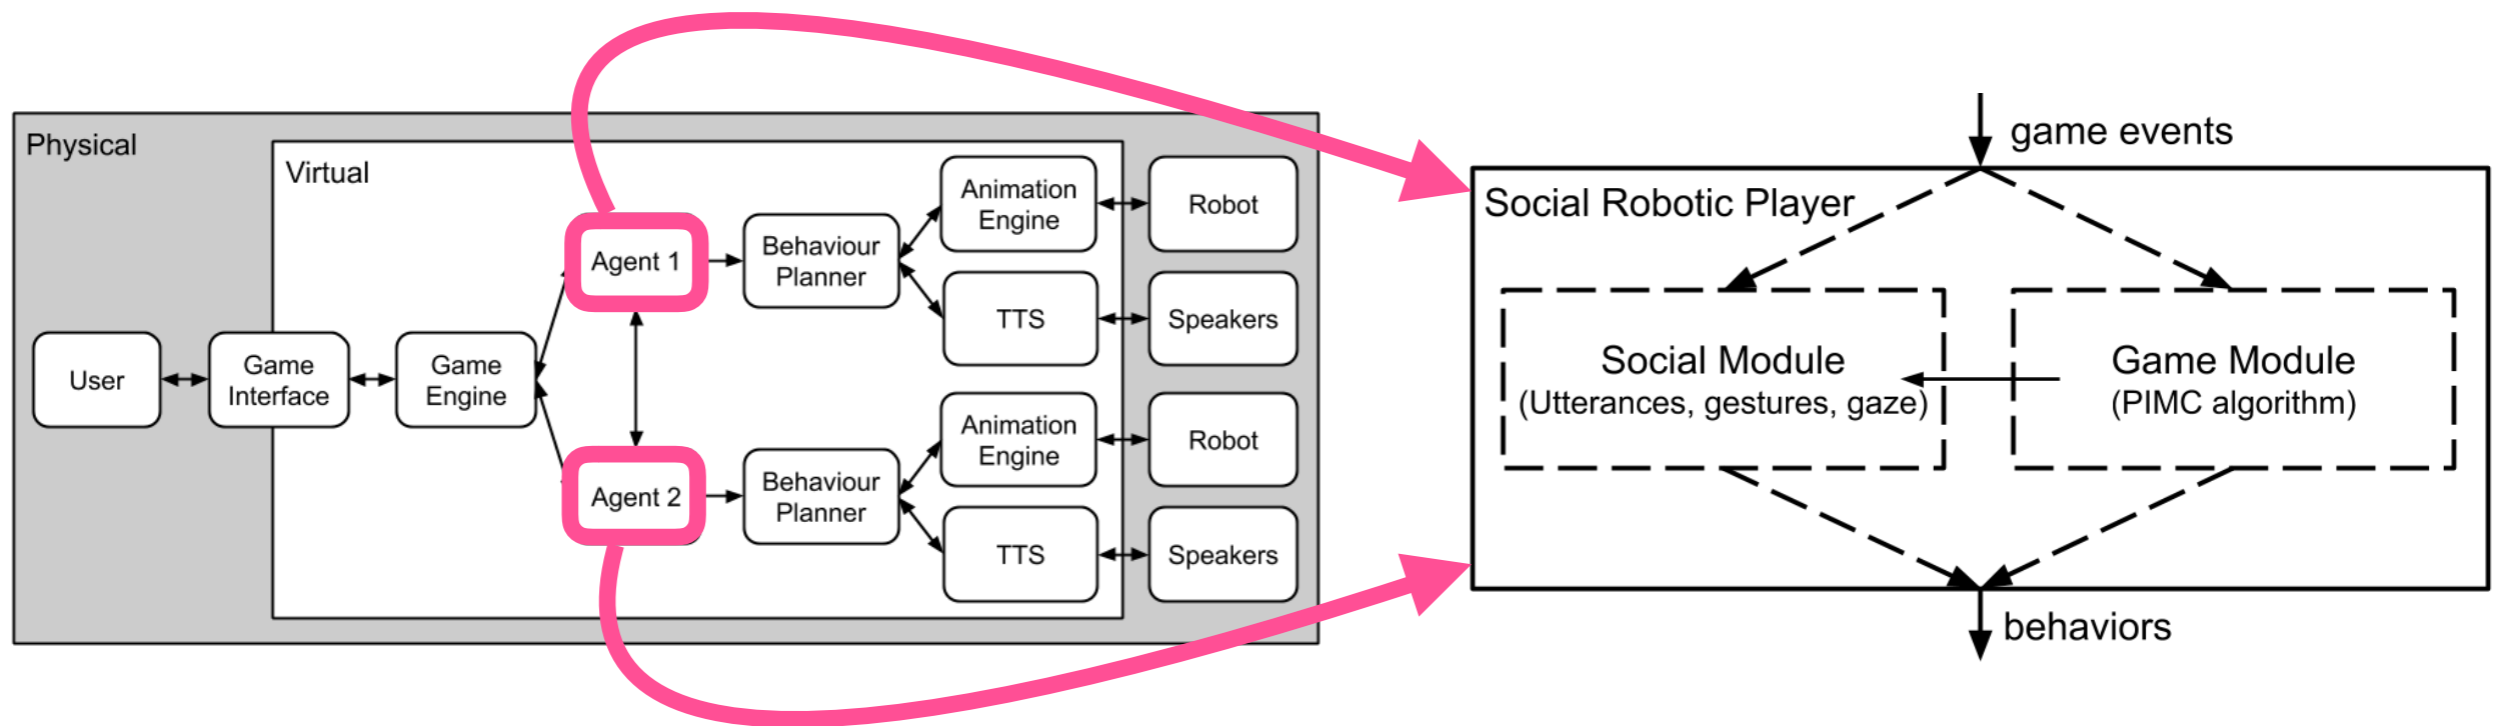 Physical
Virtual
User
Game
Interface
Game
Engine
Agent 1
Behaviour
Planner
Animation
Engine
Robot
TTS
Speakers
Agent 2
Behaviour
Planner
Animation
Engine
Robot
TTS
Speakers
game events
Social Robotic Player
Social Module
(Utterances, gestures, gaze)
Game Module
(PIMC algorithm)
behaviors